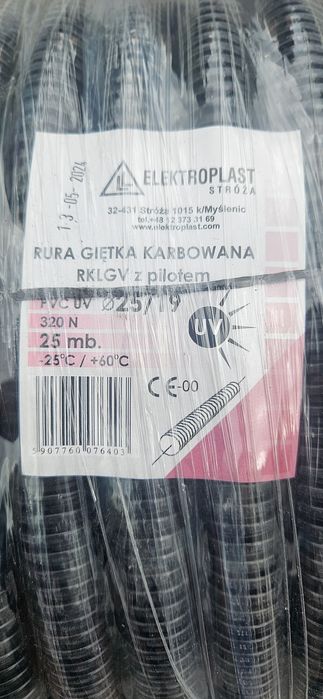 13-05-2024
ELEKTROPLAST
STRÓŻA
32-431 Stróża 1015 k/Myślenic
tel.+48 12 373 31 69
www.elektroplast.com
RURA GIĘTKA KARBOWANA
RKLGV z pilotem
PVC UV Ø25/19
320 N
25 mb.
-25°C / +60°C
UV
CE-00
5907760076403